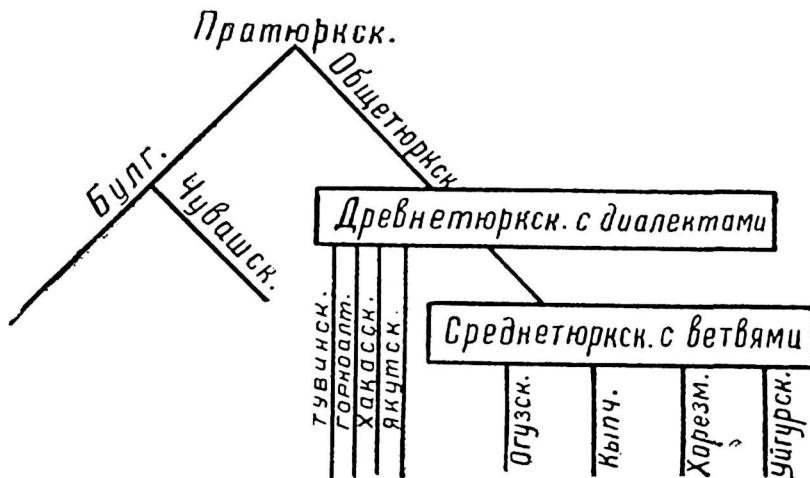 Пратюркск.
Общетюркск
Булг.
Чувашск.
Древнетюркск. с диалектами
тувинск.
горноалт.
хакасск.
якутск.
Среднетюркск. с ветвями
Огузск.
Кыпч.
Хорезм.
Уйгурск.